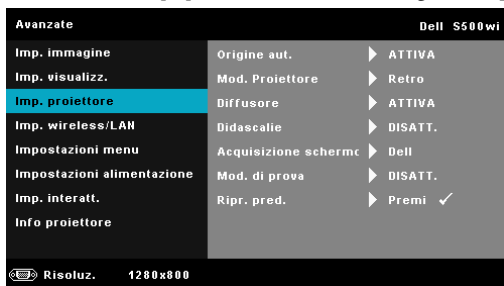 Avanzate Dell S500wi
Imp. immagine
Imp. visualizz.
Imp. proiettore
Imp. wireless/LAN
Impostazioni menu
Impostazioni alimentazione
Imp. interatt.
Info proiettore
Origine aut. ATTIVA
Mod. Proiettore Retro
Diffusore ATTIVA
Didascalie DISATT.
Acquisizione schermo Dell
Mod. di prova DISATT.
Ripr. pred. Premi ✓
Risoluz. 1280x800